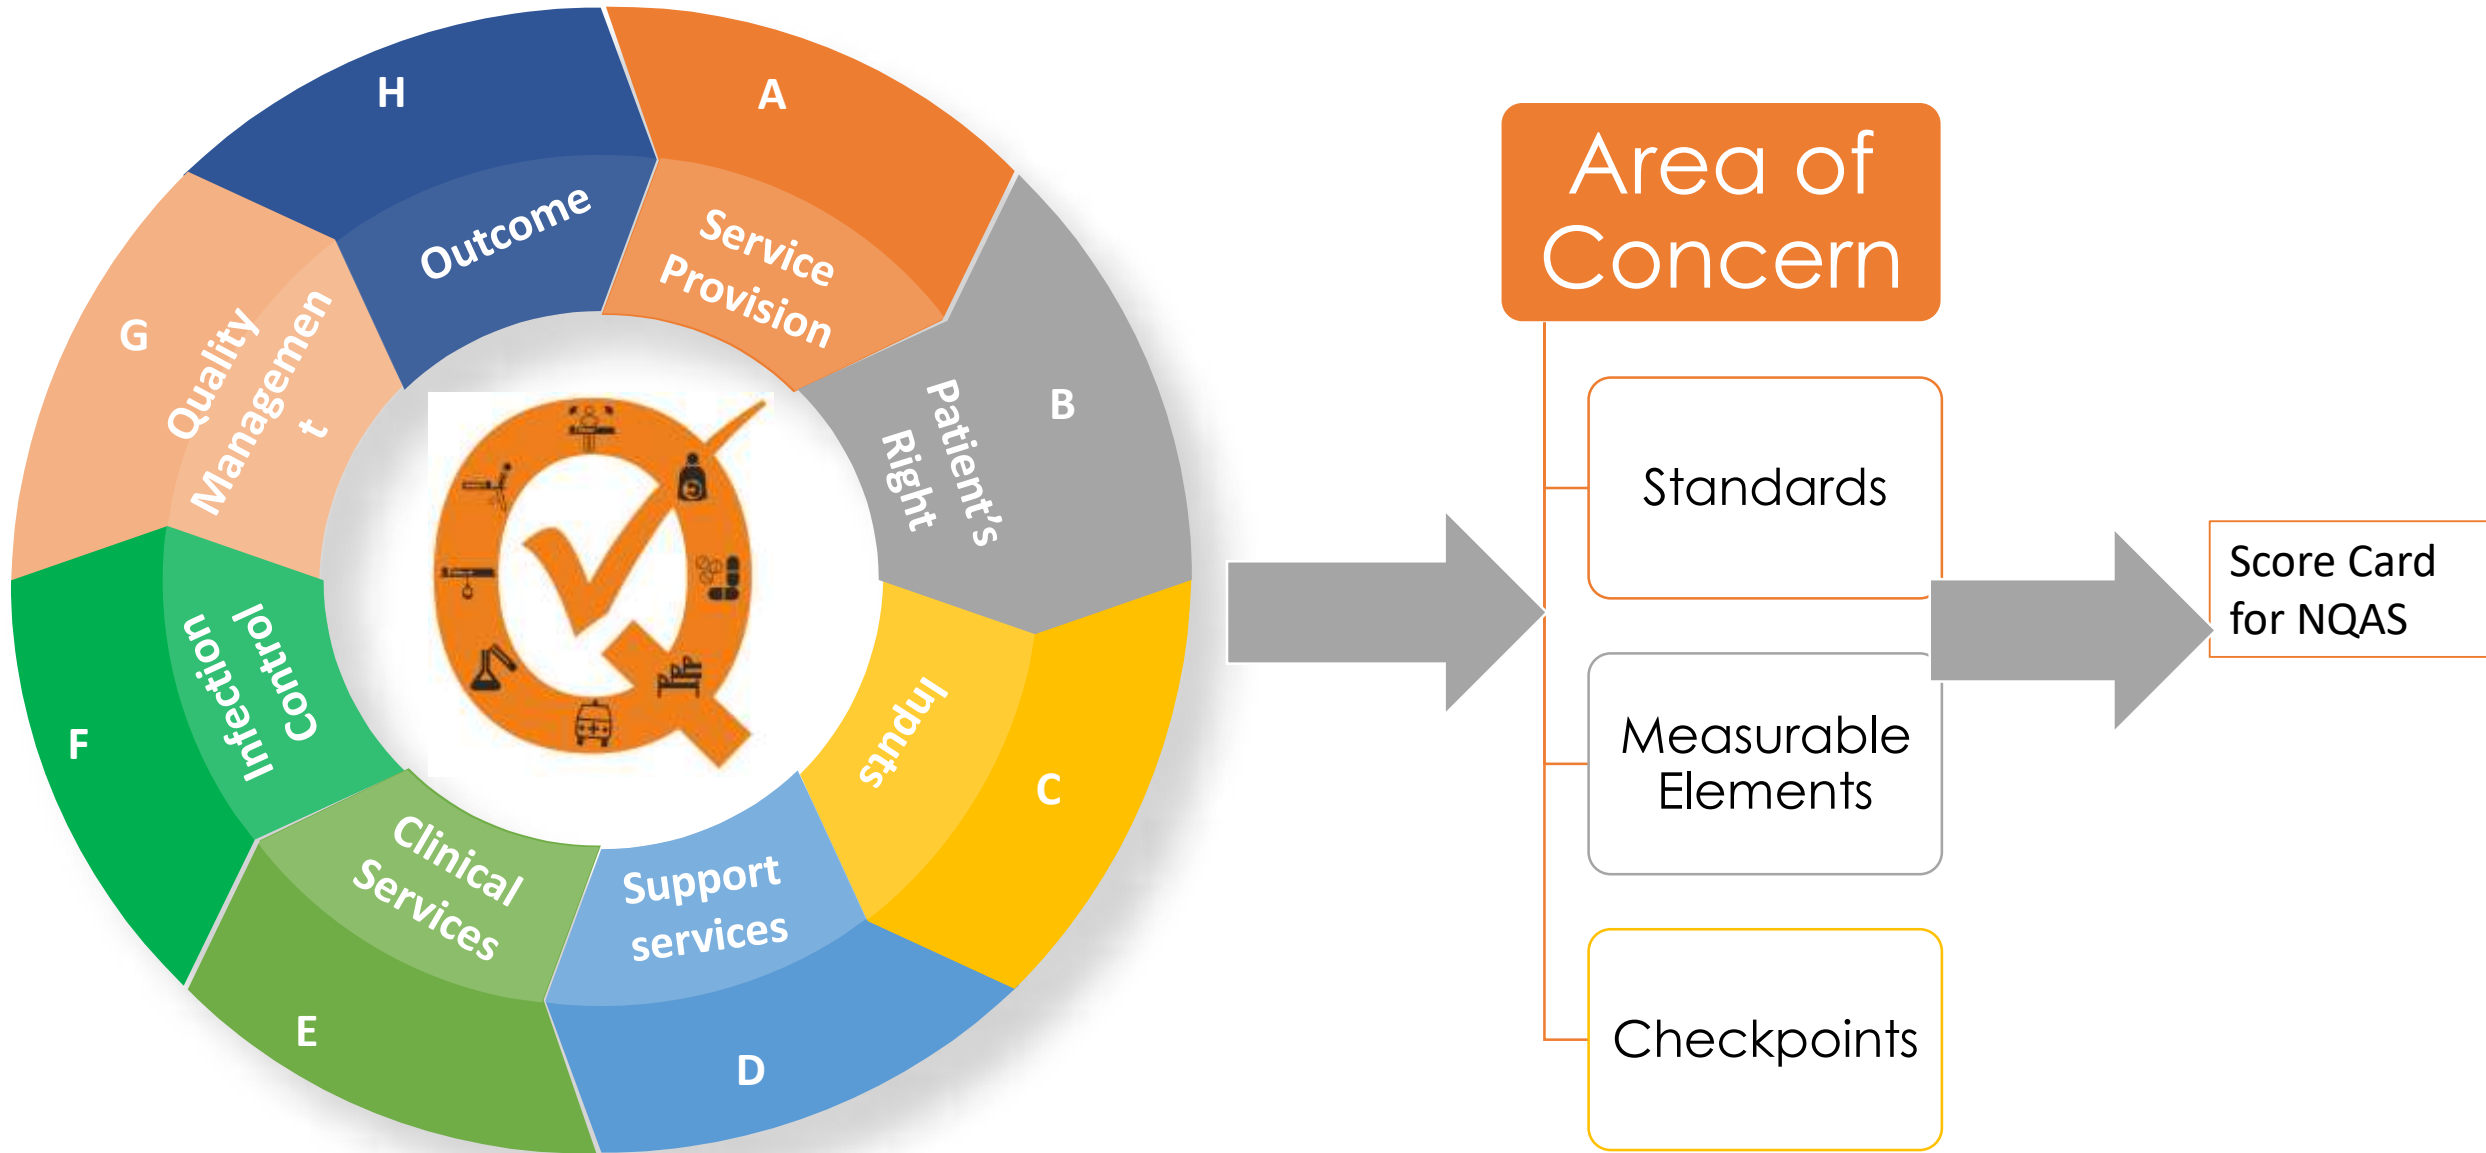 A
Service
Provision
B
Patient’s
Right
C
Inputs
D
Support
services
E
Clinical
Services
F
Infection
Control
G
Quality
Managemen
t
H
Outcome
Area of
Concern
Standards
Measurable
Elements
Checkpoints
Score Card
for NQAS